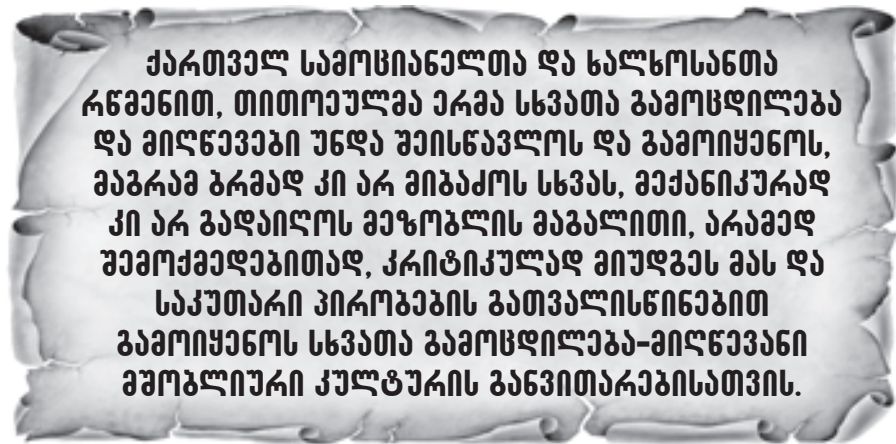 ქართველ სამოციანელთა და ხალხოსანთა
რწმენით, თითოეულმა ერმა სხვათა გამოცდილება
და მიღწევები უნდა შეისწავლოს და გამოიყენოს,
მაგრამ ბრმად კი არ მიბაძოს სხვას, მექანიკურად
კი არ გადაიღოს მეზობლის მაგალითი, არამედ
შემოქმედებითად, კრიტიკულად მიუდგეს მას და
საკუთარი პირობების გათვალისწინებით
გამოიყენოს სხვათა გამოცდილება-მიღწევანი
მშობლიური კულტურის განვითარებისათვის.